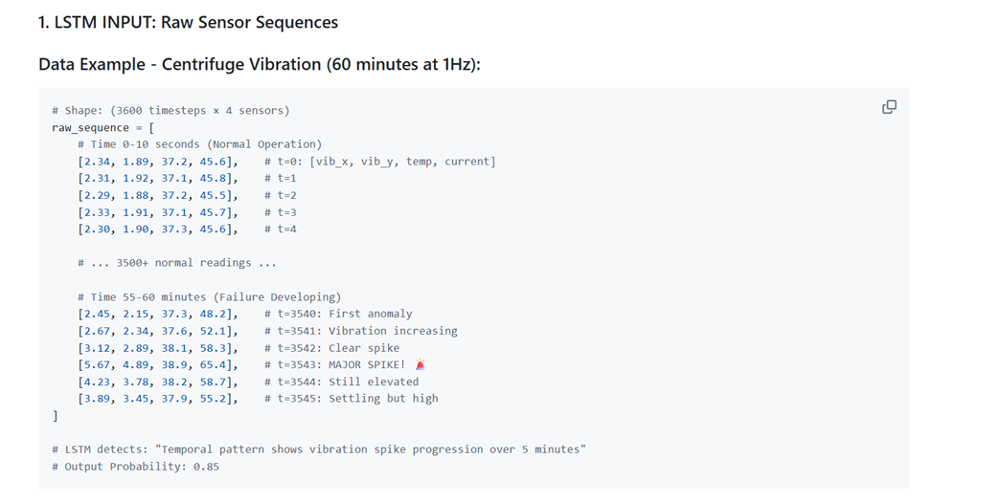 1. LSTM INPUT: Raw Sensor Sequences
Data Example - Centrifuge Vibration (60 minutes at 1Hz):
# Shape: (3600 timesteps × 4 sensors)
raw_sequence = [
    # Time 0-10 seconds (Normal Operation)
    [2.34, 1.89, 37.2, 45.6],    # t=0: [vib_x, vib_y, temp, current]
    [2.31, 1.92, 37.1, 45.8],    # t=1
    [2.29, 1.88, 37.2, 45.5],    # t=2
    [2.33, 1.91, 37.1, 45.7],    # t=3
    [2.30, 1.90, 37.3, 45.6],    # t=4
    # ... 3500+ normal readings ...
    # Time 55-60 minutes (Failure Developing)
    [2.45, 2.15, 37.3, 48.2],    # t=3540: First anomaly
    [2.67, 2.34, 37.6, 52.1],    # t=3541: Vibration increasing
    [3.12, 2.89, 38.1, 58.3],    # t=3542: Clear spike
    [5.67, 4.89, 38.9, 65.4],    # t=3543: MAJOR SPIKE! 🚨
    [4.23, 3.78, 38.2, 58.7],    # t=3544: Still elevated
    [3.89, 3.45, 37.9, 55.2],    # t=3545: Settling but high
]
# LSTM detects: "Temporal pattern shows vibration spike progression over 5 minutes"
# Output Probability: 0.85